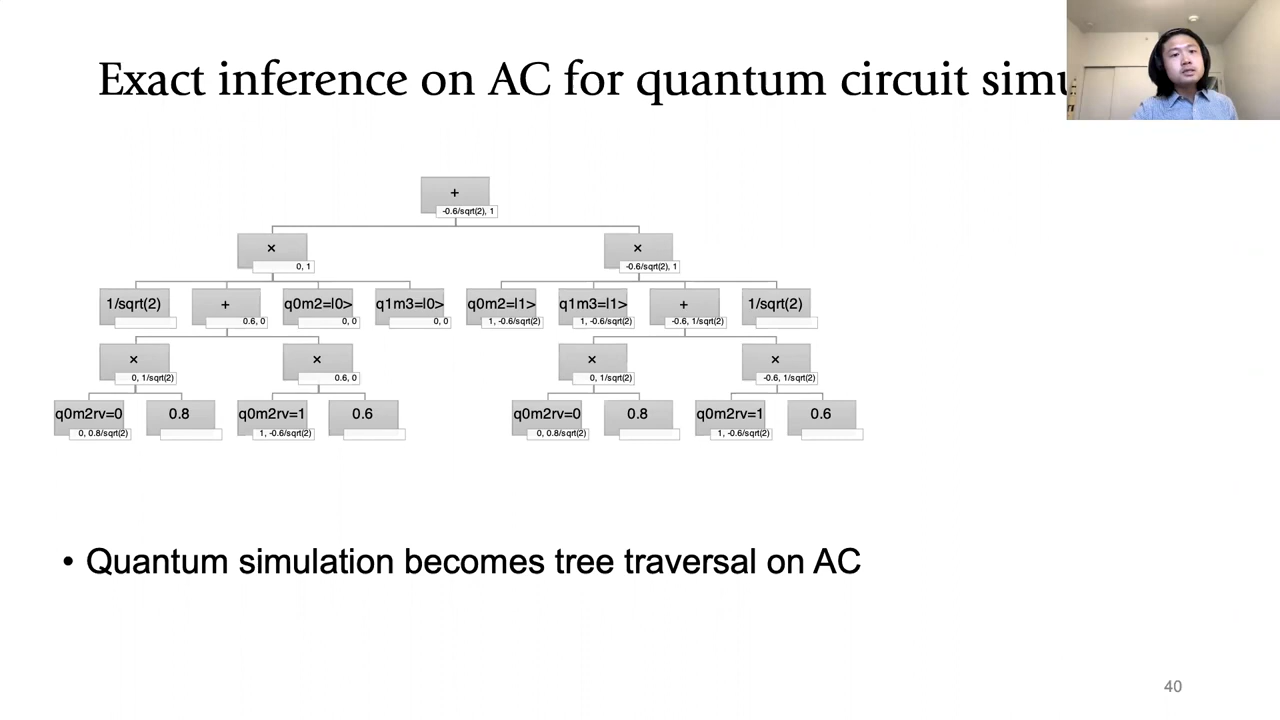 Exact inference on AC for quantum circuit
+
-0.6/sqrt(2), 1
× ×
0, 1 -0.6/sqrt(2), 1
1/sqrt(2) + q0m2=|0> q1m3=|0> q0m2=|1> q1m3=|1> + 1/sqrt(2)
0.6, 0 0, 0 0, 0 1, -0.6/sqrt(2) 1, -0.6/sqrt(2) -0.6, 1/sqrt(2)
× × × ×
0, 1/sqrt(2) 0.6, 0 0, 1/sqrt(2) -0.6, 1/sqrt(2)
q0m2rv=0 0.8 q0m2rv=1 0.6 q0m2rv=0 0.8 q0m2rv=1 0.6
0, 0.8/sqrt(2) 1, -0.6/sqrt(2) 0, 0.8/sqrt(2) 1, -0.6/sqrt(2)
• Quantum simulation becomes tree traversal on AC
40